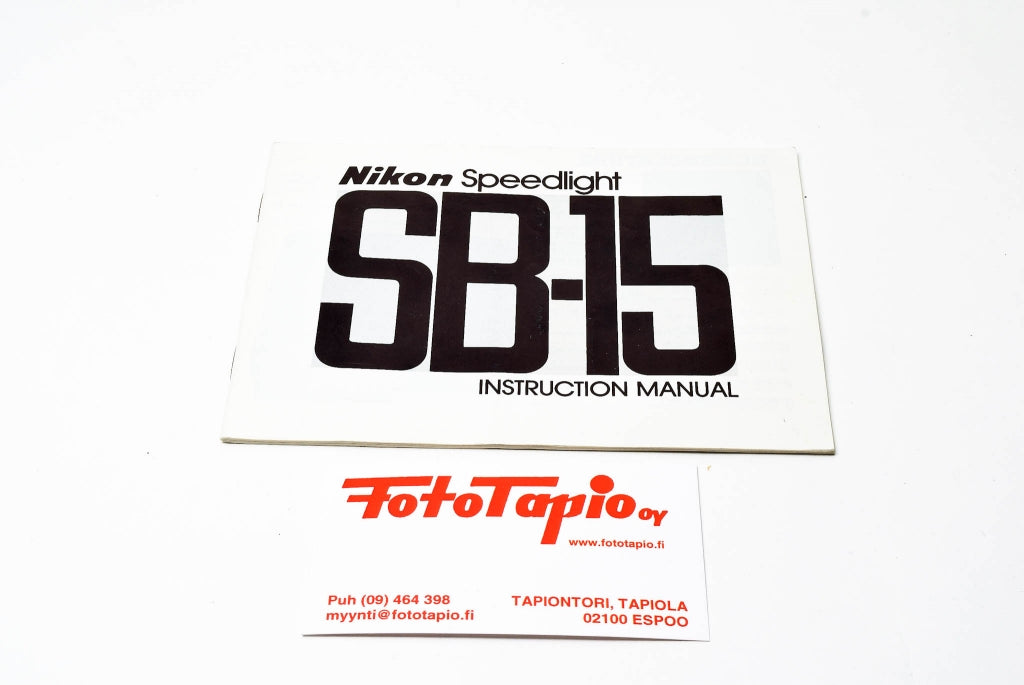 Nikon Speedlight
SB-15
INSTRUCTION MANUAL
FotoTapio oy
www.fototapio.fi
Puh (09) 464 398
myynti@fototapio.fi
TAPIONTORI, TAPIOLA
02100 ESPOO